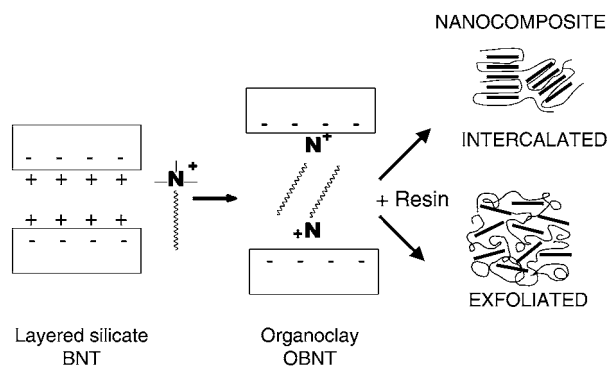 NANOCOMPOSITE
INTERCALATED
- - - -
+ + + +
+ + + +
- - - -
N+
- - - -
N+
+N
- - - -
+ Resin
EXFOLIATED
Layered silicate
BNT
Organoclay
OBNT